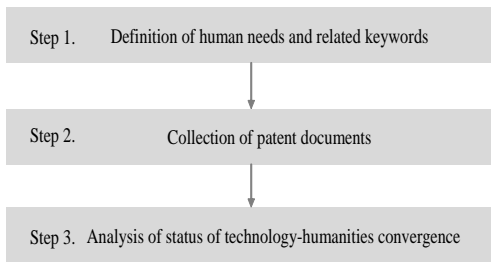 Step 1. Definition of human needs and related keywords
Step 2. Collection of patent documents
Step 3. Analysis of status of technology-humanities convergence